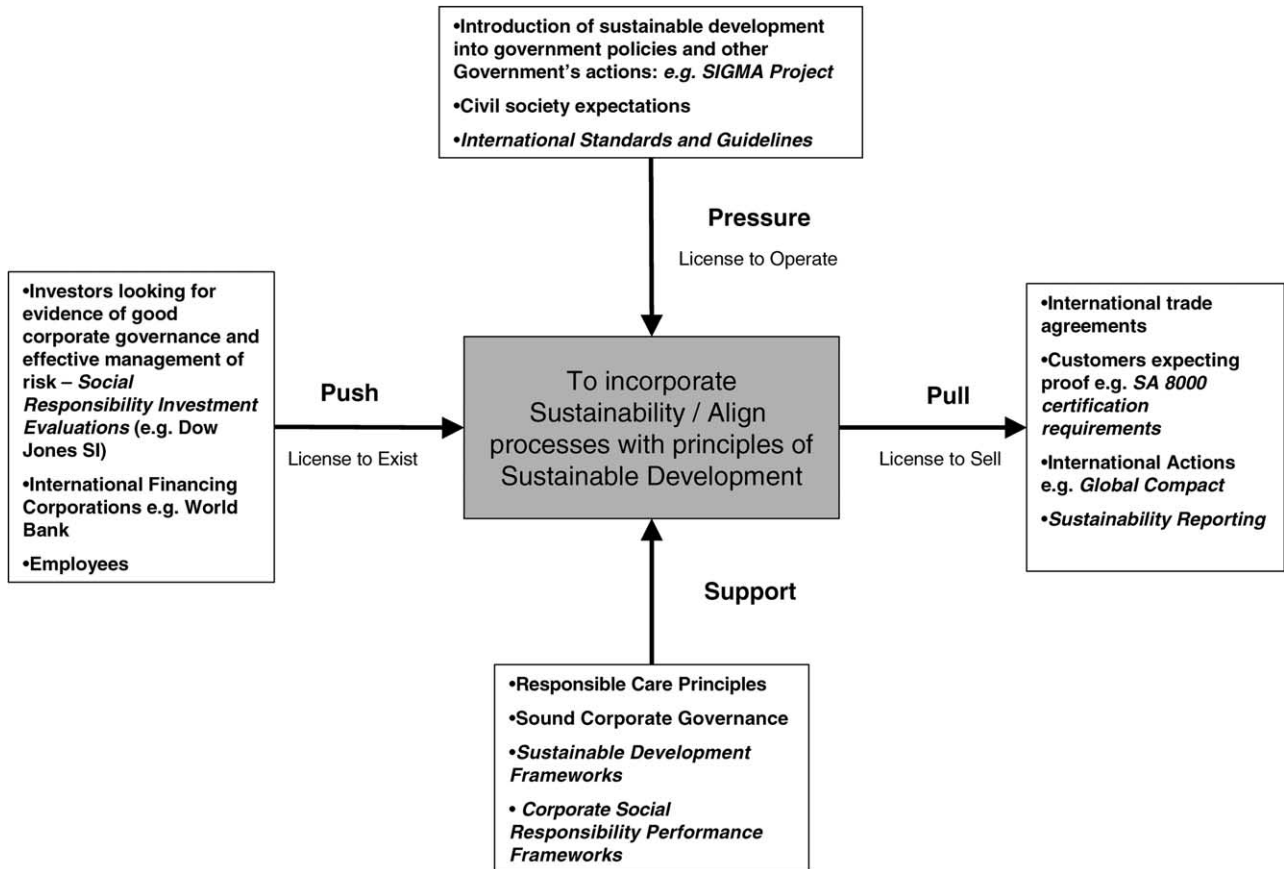 •Introduction of sustainable development
into government policies and other
Government’s actions: e.g. SIGMA Project
•Civil society expectations
•International Standards and Guidelines
Pressure
License to Operate
•Investors looking for
evidence of good
corporate governance and
effective management of
risk – Social
Responsibility Investment
Evaluations (e.g. Dow
Jones SI)
•International Financing
Corporations e.g. World
Bank
•Employees
Push
License to Exist
To incorporate
Sustainability / Align
processes with principles of
Sustainable Development
Pull
License to Sell
•International trade
agreements
•Customers expecting
proof e.g. SA 8000
certification
requirements
•International Actions
e.g. Global Compact
•Sustainability Reporting
Support
•Responsible Care Principles
•Sound Corporate Governance
•Sustainable Development
Frameworks
• Corporate Social
Responsibility Performance
Frameworks